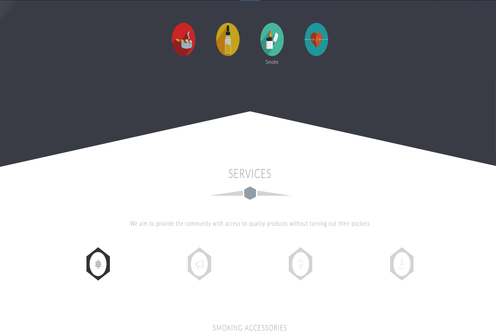 Smoke
SERVICES
We aim to provide the community with access to quality products without turning out their pockets
SMOKING ACCESSORIES